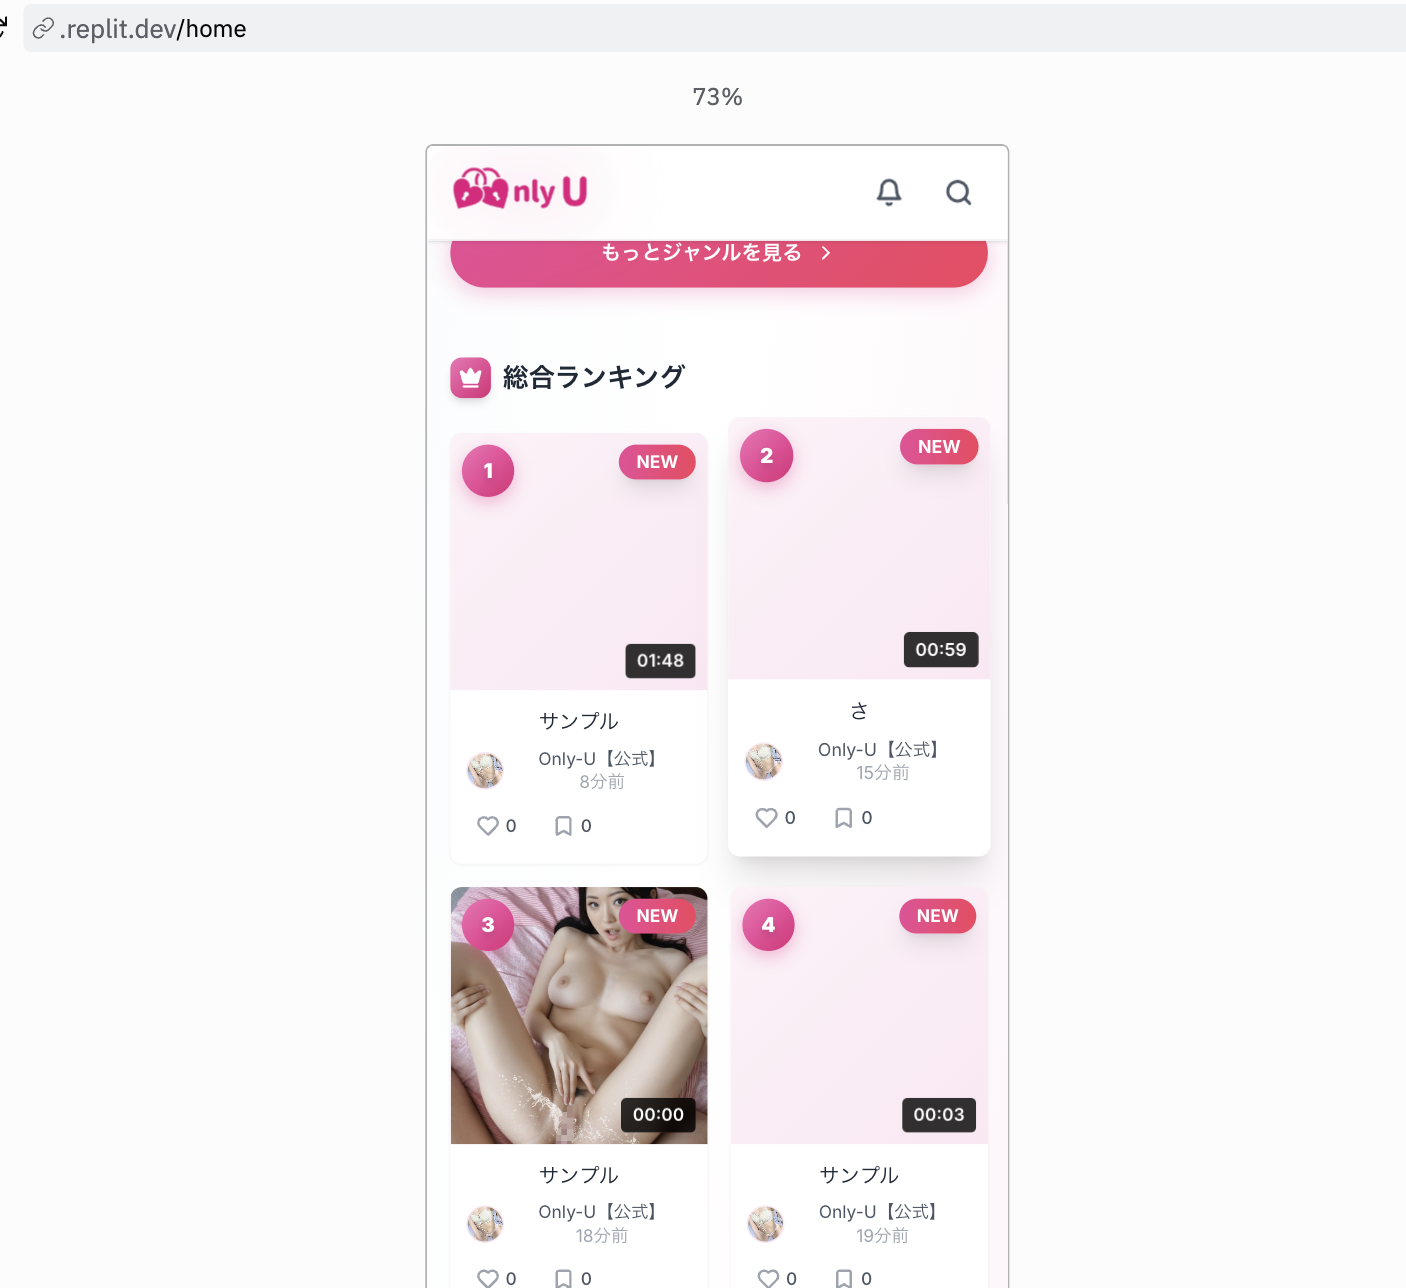 .replit.dev/home
73%
Only U
もっとジャンルを見る
総合ランキング
1
NEW
01:48
サンプル
Only-U【公式】
8分前
0
0
2
NEW
00:59
さ
Only-U【公式】
15分前
0
0
3
NEW
00:00
サンプル
Only-U【公式】
18分前
0
0
4
NEW
00:03
サンプル
Only-U【公式】
19分前
0
0